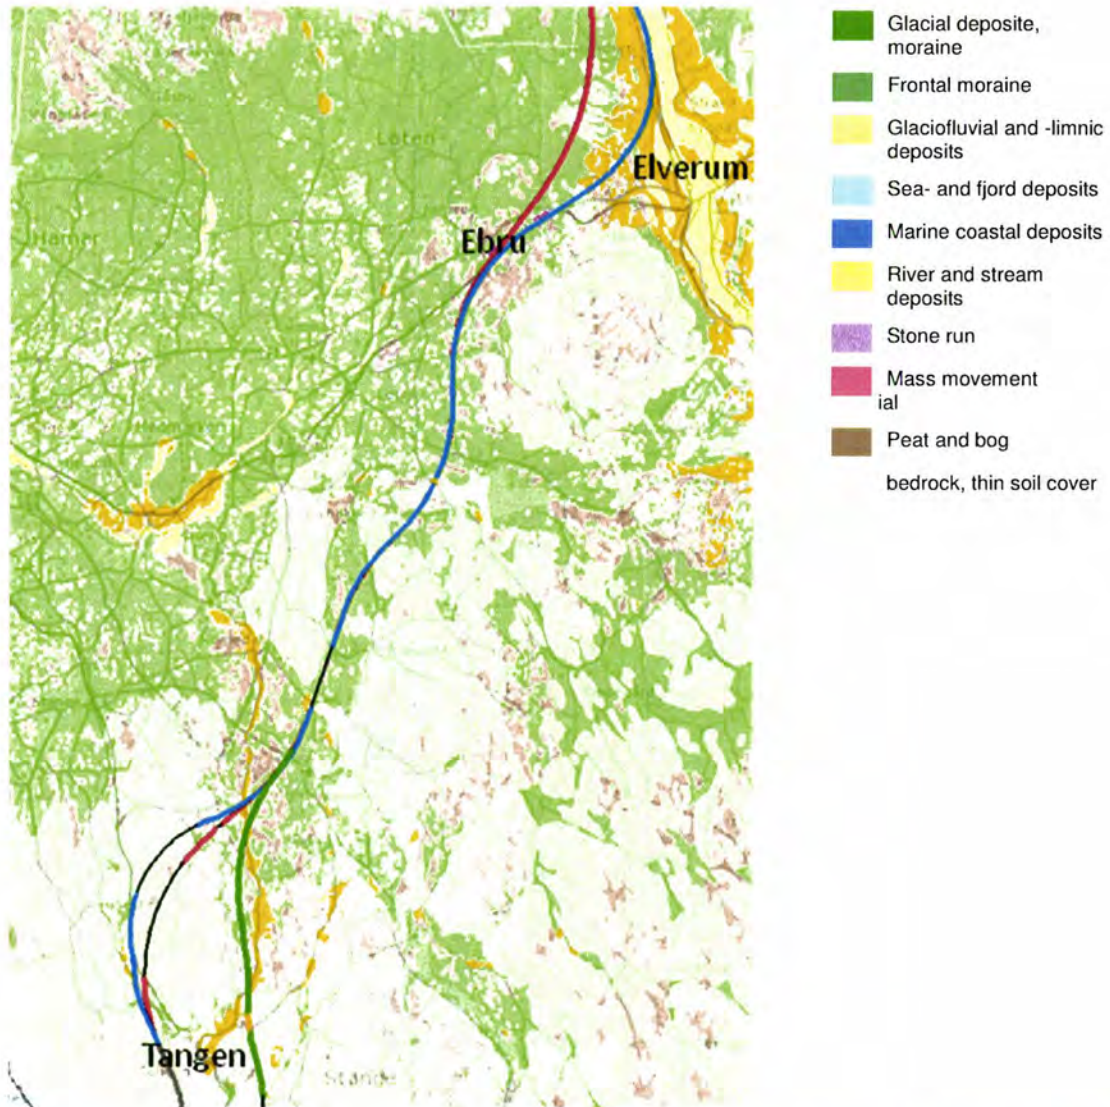 Løten
Elverum
Hamar
Ebru
Tangen
Stange
Glacial deposite,
moraine
Frontal moraine
Glaciofluvial and -limnic
deposits
Sea- and fjord deposits
Marine coastal deposits
River and stream
deposits
Stone run
Mass movement
ial
Peat and bog
bedrock, thin soil cover